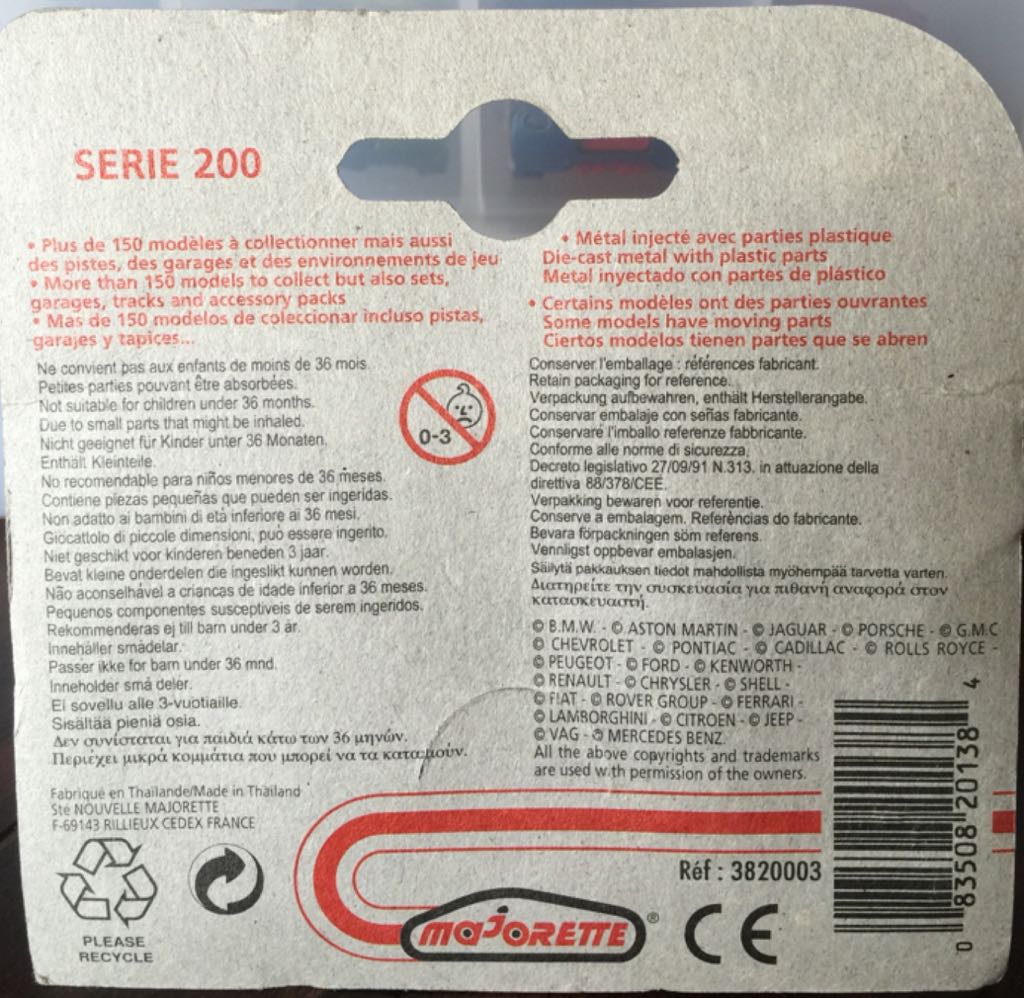 SERIE 200
• Plus de 150 modèles à collectionner mais aussi
des pistes, des garages et des environnements de jeu
• More than 150 models to collect but also sets,
garages, tracks and accessory packs
• Mas de 150 modelos de coleccionar incluso pistas,
garajes y tapices...
• Métal injecté avec parties plastique
Die-cast metal with plastic parts
Metal inyectado con partes de plástico
• Certains modèles ont des parties ouvrantes
Some models have moving parts
Ciertos modelos tienen partes que se abren
Ne convient pas aux enfants de moins de 36 mois.
Petites parties pouvant être absorbées.
Not suitable for children under 36 months.
Due to small parts that might be inhaled.
Nicht geeignet für Kinder unter 36 Monaten.
Enthält Kleinteile.
No recomendable para niños menores de 36 meses.
Contiene piezas pequeñas que pueden ser ingeridas.
Non adatto ai bambini di età inferiore ai 36 mesi.
Giocattolo di piccole dimensioni, può essere ingerito.
Niet geschikt voor kinderen beneden 3 jaar.
Bevat kleine onderdelen die ingeslikt kunnen worden.
Não aconselhável a criancas de idade inferior a 36 meses.
Pequenos componentes susceptiveis de serem ingeridos.
Rekommenderas ej till barn under 3 år.
Innehåller smådelar.
Passer ikke for barn under 36 mnd.
Inneholder små deler.
Ei sovellu alle 3-vuotiaille.
Sisältää pieniä osia.
Δεν συνίσταται για παιδιά κάτω των 36 μηνών.
Περιέχει μικρά κομμάτια που μπορεί να τα καταπιούν.
0-3
Conserver l'emballage : références fabricant.
Retain packaging for reference.
Verpackung aufbewahren, enthält Herstellerangabe.
Conservar embalaje con señas fabricante.
Conservare l'imballo referenze fabbricante.
Conforme alle norme di sicurezza,
Decreto legislativo 27/09/91 N.313. in attuazione della
direttiva 88/378/CEE.
Verpakking bewaren voor referentie.
Conserve a embalagem. Referências do fabricante.
Bevara förpackningen söm referens.
Vennligst oppbevar embalasjen.
Säilytä pakkauksen tiedot mahdollista myöhempää tarvetta varten.
Διατηρείτε την συσκευασία για πιθανή αναφορά στον
κατασκευαστή.
© B.M.W. - © ASTON MARTIN - © JAGUAR - © PORSCHE - © G.M.C
© CHEVROLET - © PONTIAC - © CADILLAC - © ROLLS ROYCE -
© PEUGEOT - © FORD - © KENWORTH -
© RENAULT - © CHRYSLER - © SHELL -
© FIAT - © ROVER GROUP - © FERRARI -
© LAMBORGHINI - © CITROEN - © JEEP -
© VAG - © MERCEDES BENZ.
All the above copyrights and trademarks
are used with permission of the owners.
Fabriqué en Thaïlande/Made in Thaïland
Sté NOUVELLE MAJORETTE
F-69143 RILLIEUX CEDEX FRANCE
PLEASE
RECYCLE
Réf : 3820003
MAJORETTE ®
CE
0 83508 20138 4